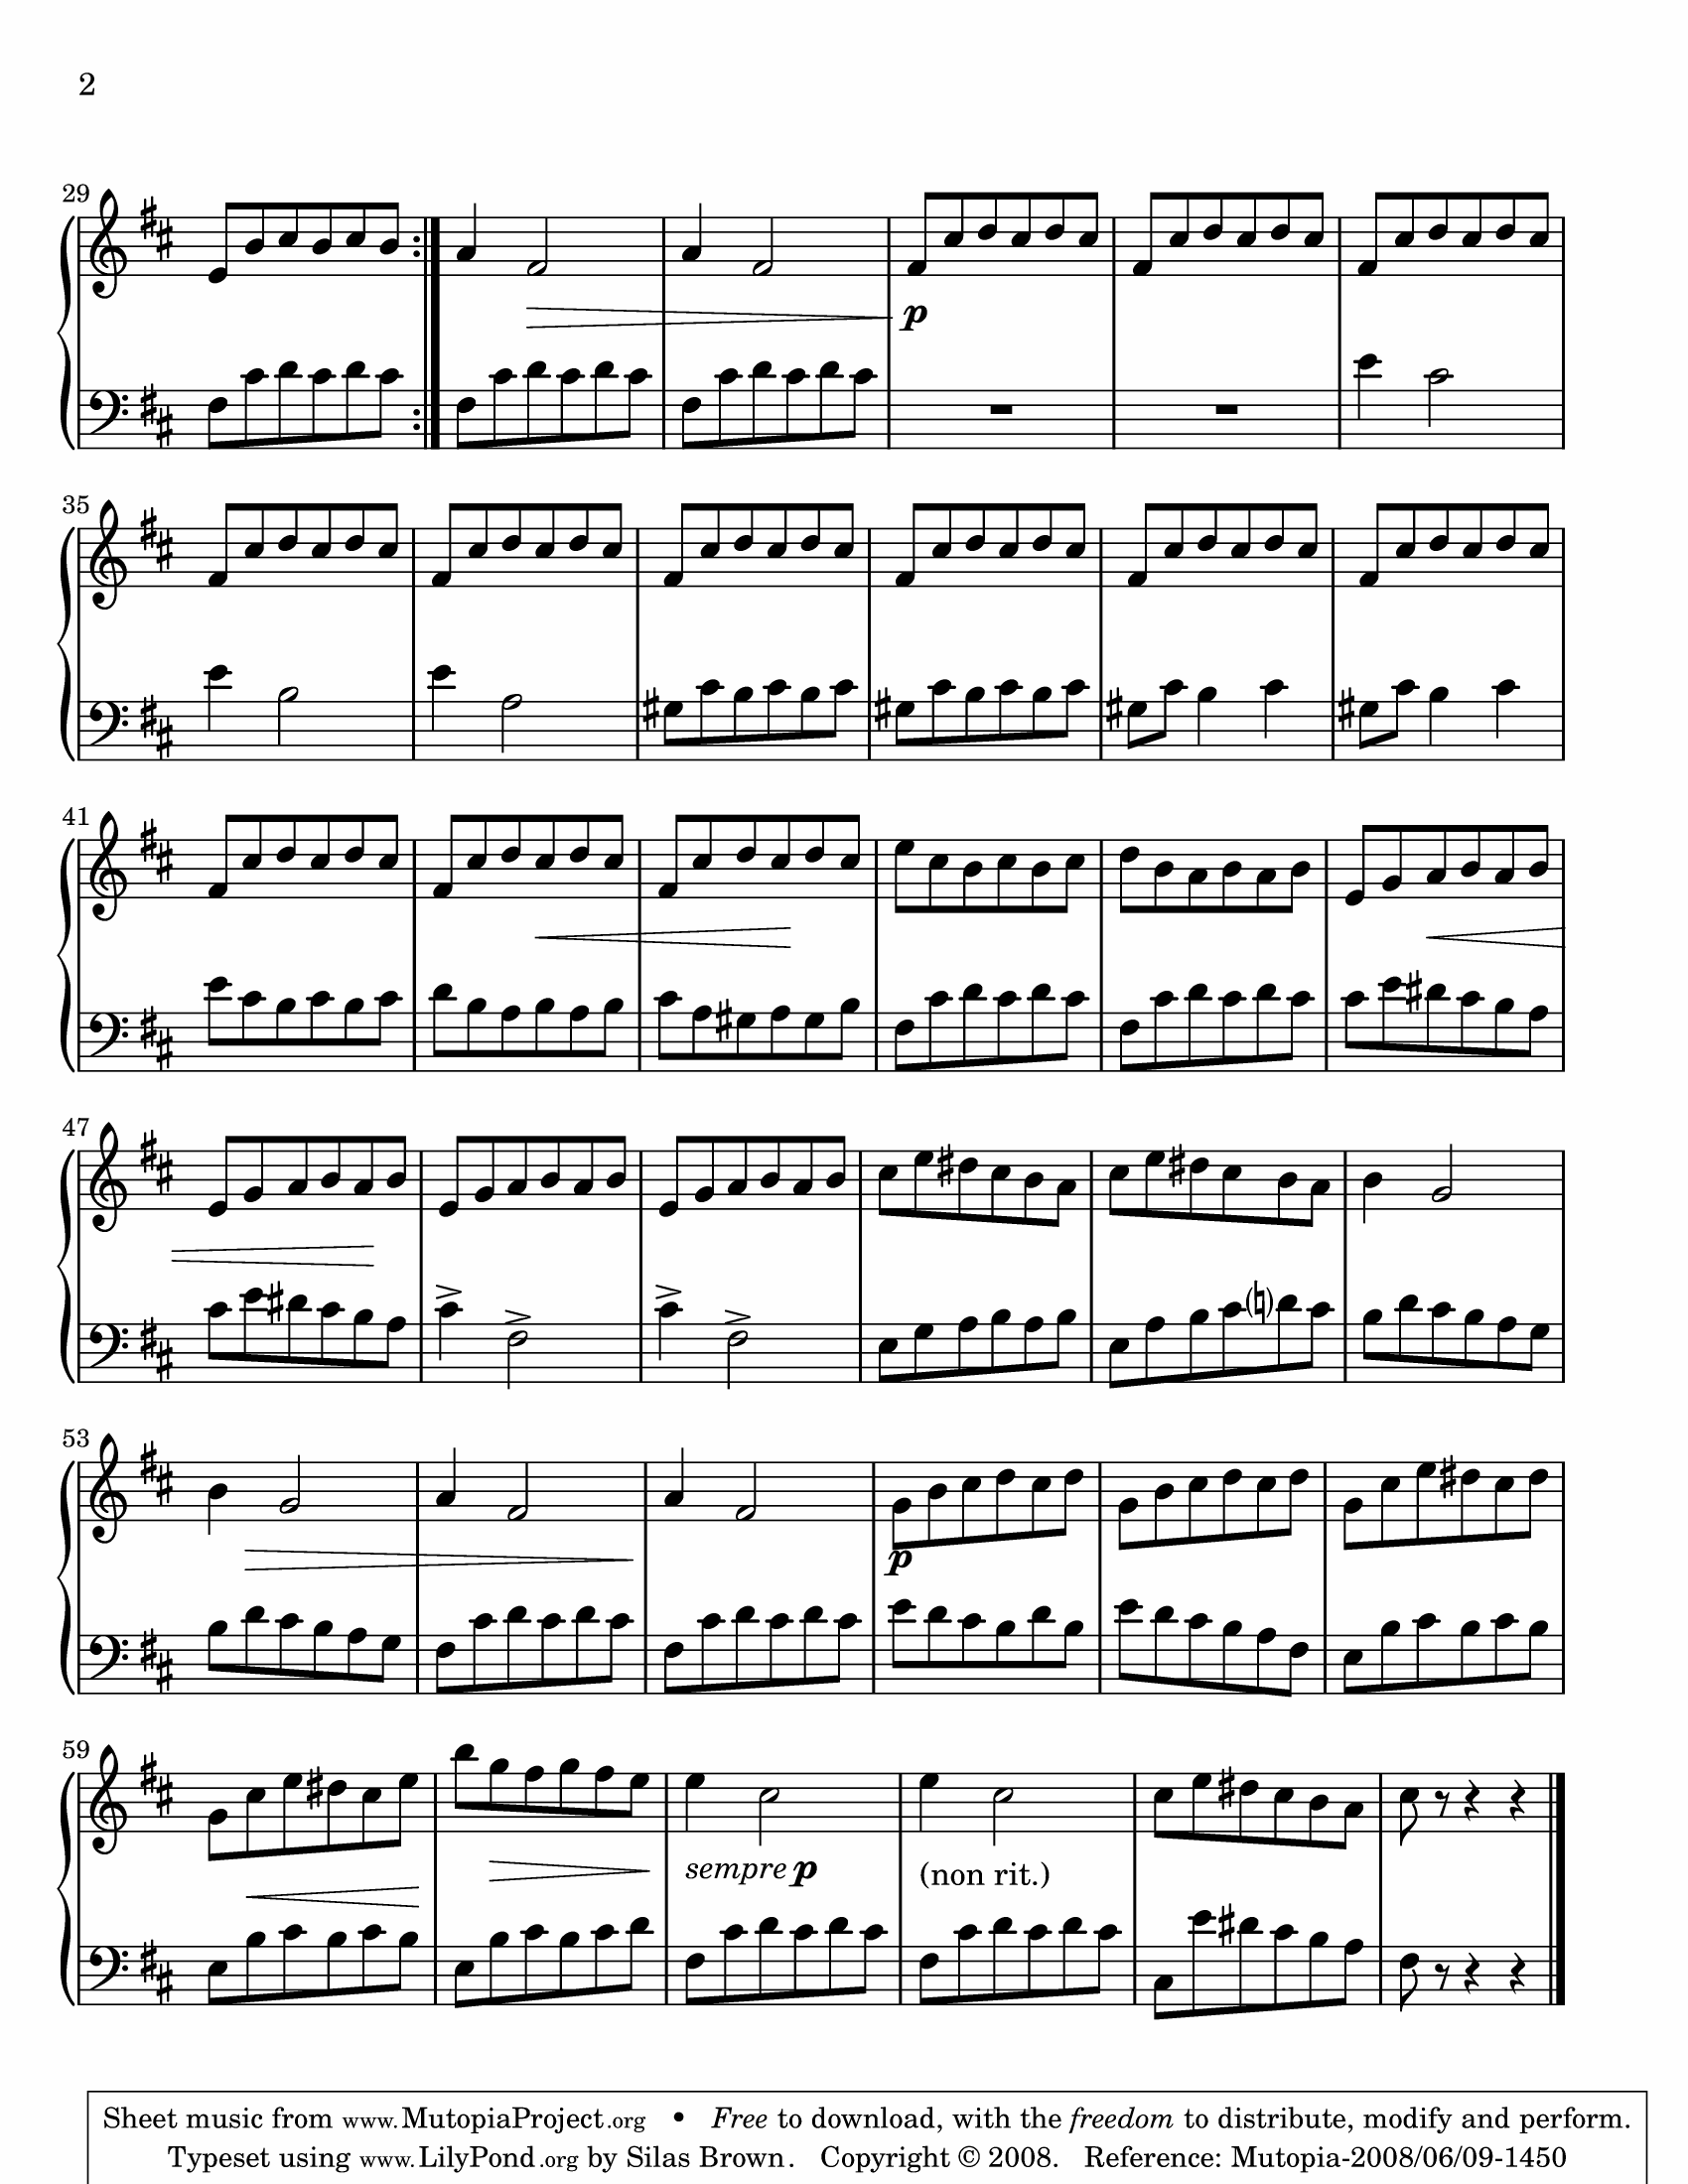 2
29
p
35
41
47
53
p
59
sempre p
(non rit.)
Sheet music from www.MutopiaProject.org • Free to download, with the freedom to distribute, modify and perform.
Typeset using www.LilyPond.org by Silas Brown. Copyright © 2008. Reference: Mutopia-2008/06/09-1450